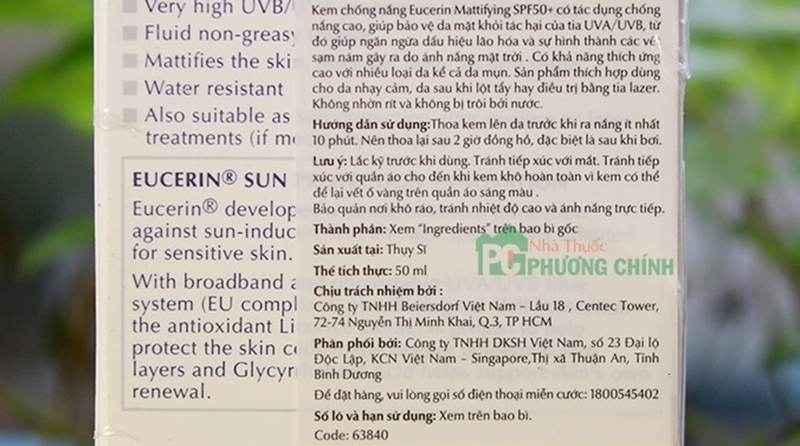 Very high UVB/U
Fluid non-greasy
Mattifies the skin
Water resistant
Also suitable as
treatments (if me
EUCERIN® SUN
Eucerin® develop
against sun-induc
for sensitive skin.
With broadband a
system (EU compl
the antioxidant Li
protect the skin ce
layers and Glycyrr
renewal.
Kem chống nắng Eucerin Mattifying SPF50+ có tác dụng chống
nắng cao, giúp bảo vệ da mặt khỏi tác hại của tia UVA/UVB, từ
đó giúp ngăn ngừa dấu hiệu lão hóa và sự hình thành các vết
sạm nám gây ra do ánh nắng mặt trời . Có khả năng thích ứng
cao với nhiều loại da kể cả da mụn. Sản phẩm thích hợp dùng
cho da nhạy cảm, da sau khi lột tẩy hay điều trị bằng tia lazer.
Không nhờn rít và không bị trôi bởi nước.
Hướng dẫn sử dụng:Thoa kem lên da trước khi ra nắng ít nhất
10 phút. Nên thoa lại sau 2 giờ đồng hồ, đặc biệt là sau khi bơi.
Lưu ý: Lắc kỹ trước khi dùng. Tránh tiếp xúc với mắt. Tránh tiếp
xúc với quần áo cho đến khi kem khô hoàn toàn vì kem có thể
để lại vết ố vàng trên quần áo sáng màu .
Bảo quản nơi khô ráo, tránh nhiệt độ cao và ánh nắng trực tiếp.
Thành phần: Xem “Ingredients” trên bao bì gốc
Sản xuất tại: Thụy Sĩ
Thể tích thực: 50 ml
Nhà Thuốc
PC PHƯƠNG CHÍNH
Chịu trách nhiệm bởi :
Công ty TNHH Beiersdorf Việt Nam – Lầu 18 , Centec Tower,
72-74 Nguyễn Thị Minh Khai, Q.3, TP HCM
Phân phối bởi: Công ty TNHH DKSH Việt Nam, số 23 Đại lộ
Độc Lập, KCN Việt Nam – Singapore,Thị xã Thuận An, Tỉnh
Bình Dương
Để đặt hàng, vui lòng gọi số điện thoại miễn cước: 1800545402
Số lô và hạn sử dụng: Xem trên bao bì.
Code: 63840